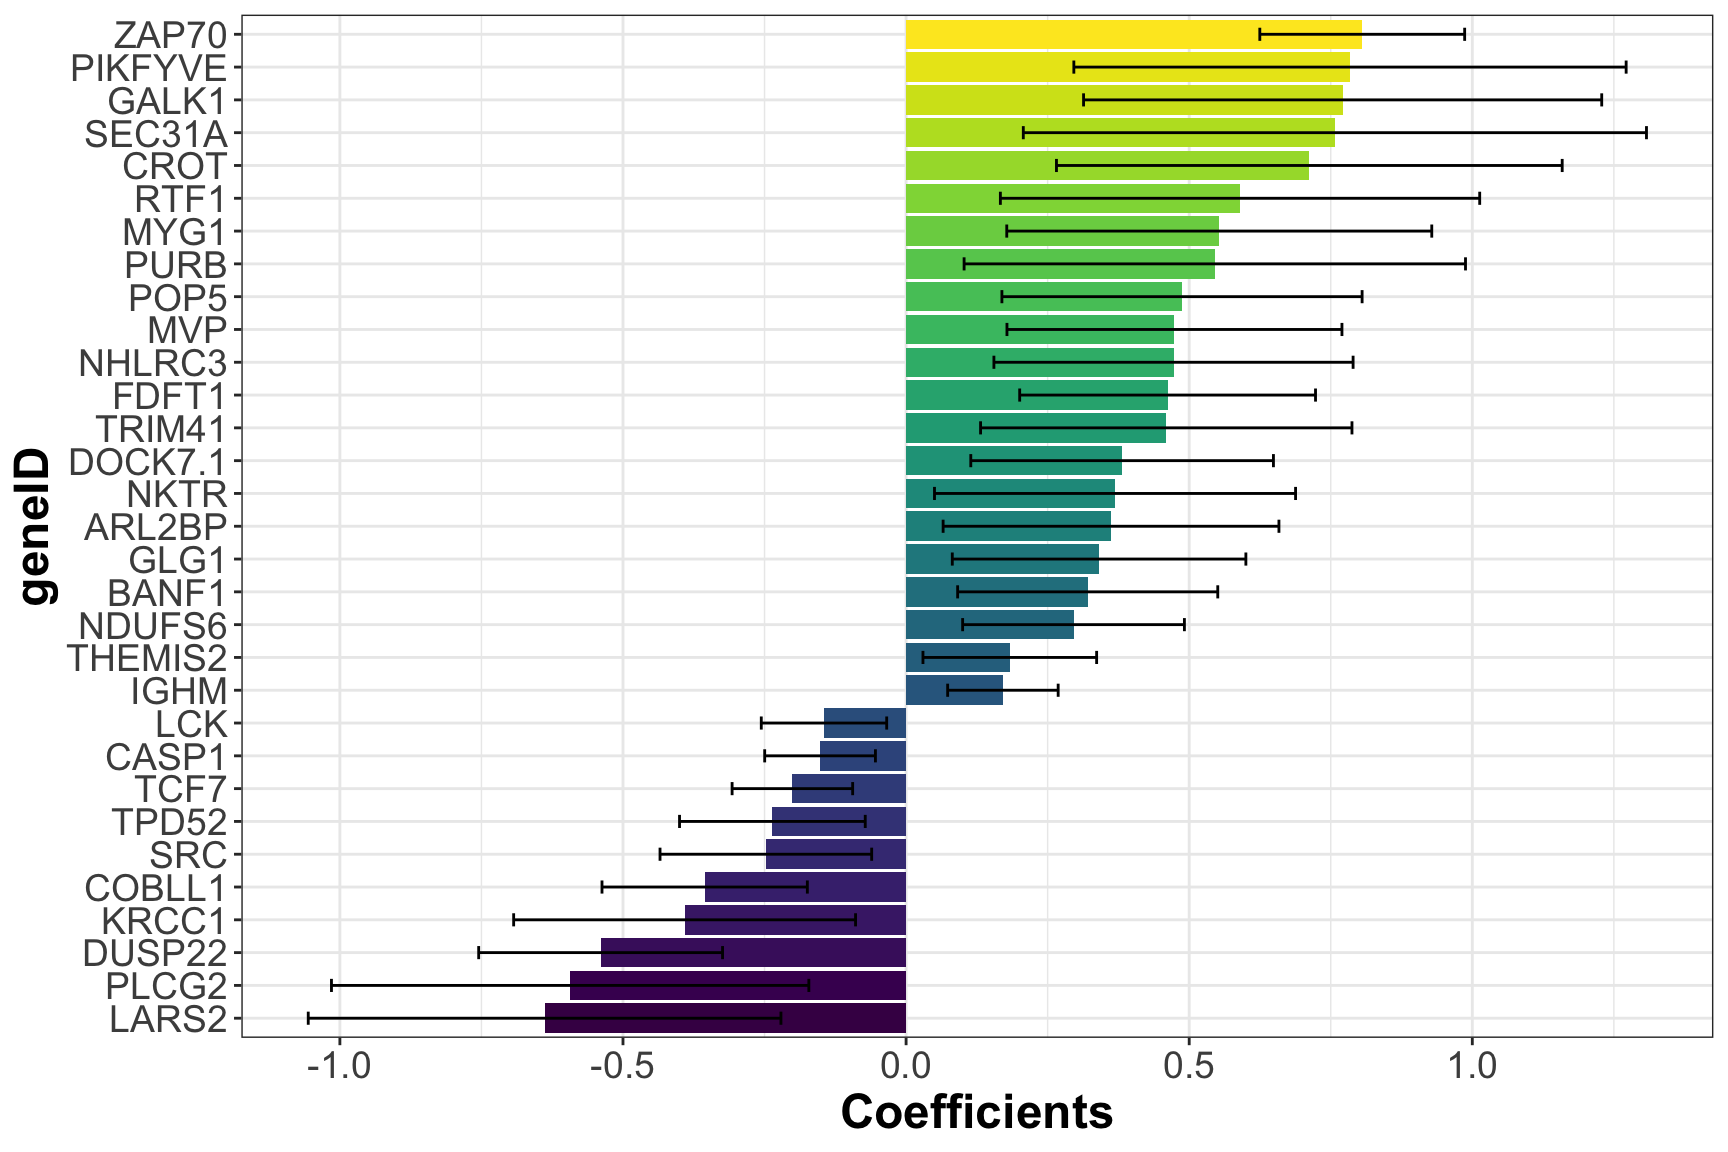 geneID
ZAP70
PIKFYVE
GALK1
SEC31A
CROT
RTF1
MYG1
PURB
POP5
MVP
NHLRC3
FDFT1
TRIM41
DOCK7.1
NKTR
ARL2BP
GLG1
BANF1
NDUFS6
THEMIS2
IGHM
LCK
CASP1
TCF7
TPD52
SRC
COBLL1
KRCC1
DUSP22
PLCG2
LARS2
-1.0 -0.5 0.0 0.5 1.0
Coefficients